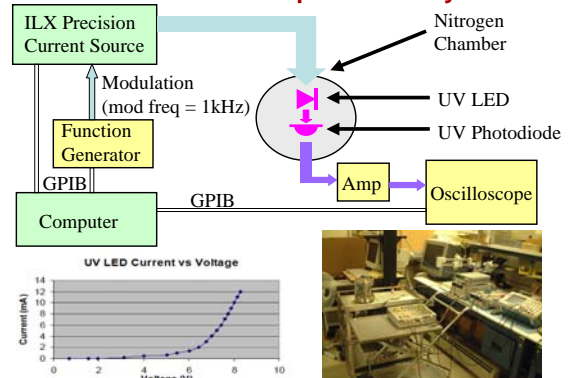 ILX Precision
Current Source
Nitrogen
Chamber
Modulation
(mod freq = 1kHz)
UV LED
Function
Generator
UV Photodiode
GPIB
Amp
Oscilloscope
GPIB
Computer
UV LED Current vs Voltage
Current (mA)
14
12
10
8
6
4
2
0
0 2 4 6 8 10